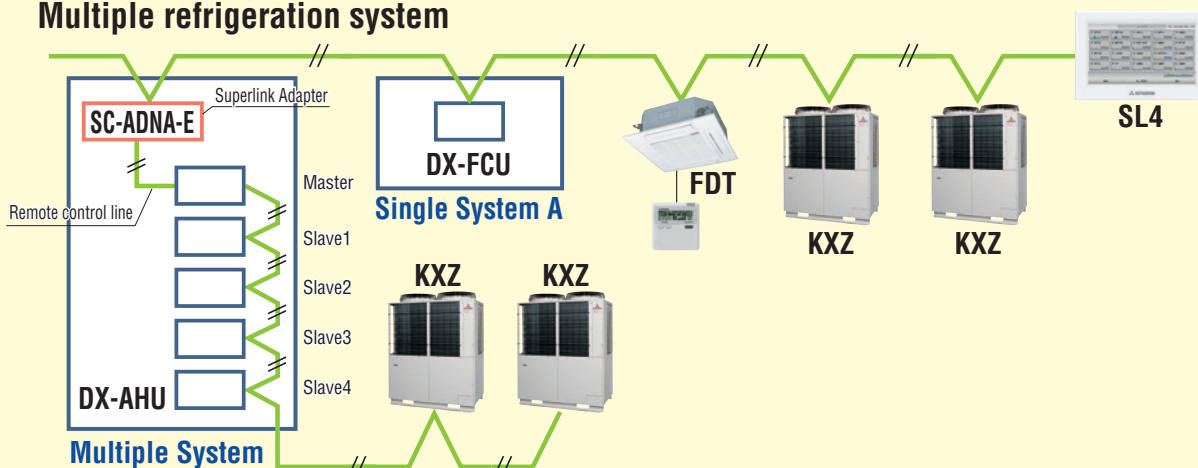 Multiple refrigeration system
SC-ADNA-E
Superlink Adapter
Remote control line
Master
Slave1
Slave2
Slave3
Slave4
DX-AHU
Multiple System
DX-FCU
Single System A
FDT
KXZ
KXZ
KXZ
KXZ
SL4